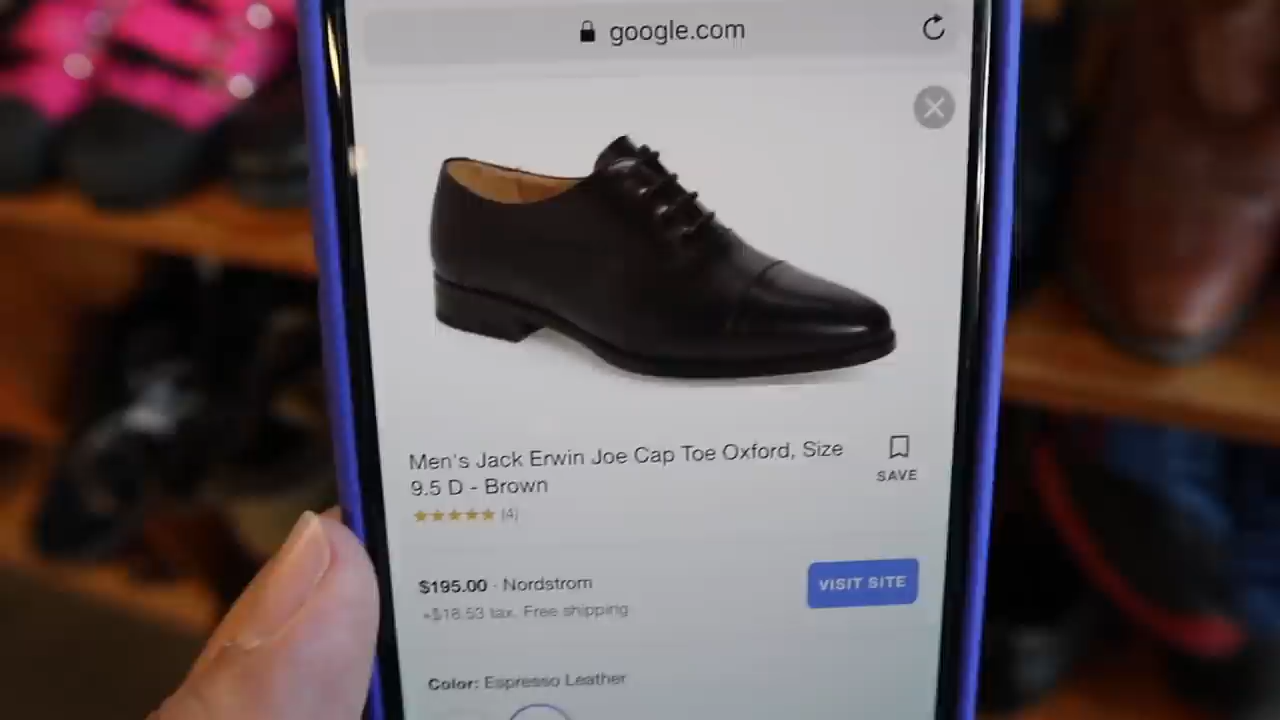 google.com
Men's Jack Erwin Joe Cap Toe Oxford, Size
9.5 D - Brown
(4)
SAVE
$195.00 · Nordstrom
+$18.53 tax. Free shipping
VISIT SITE
Color: Espresso Leather